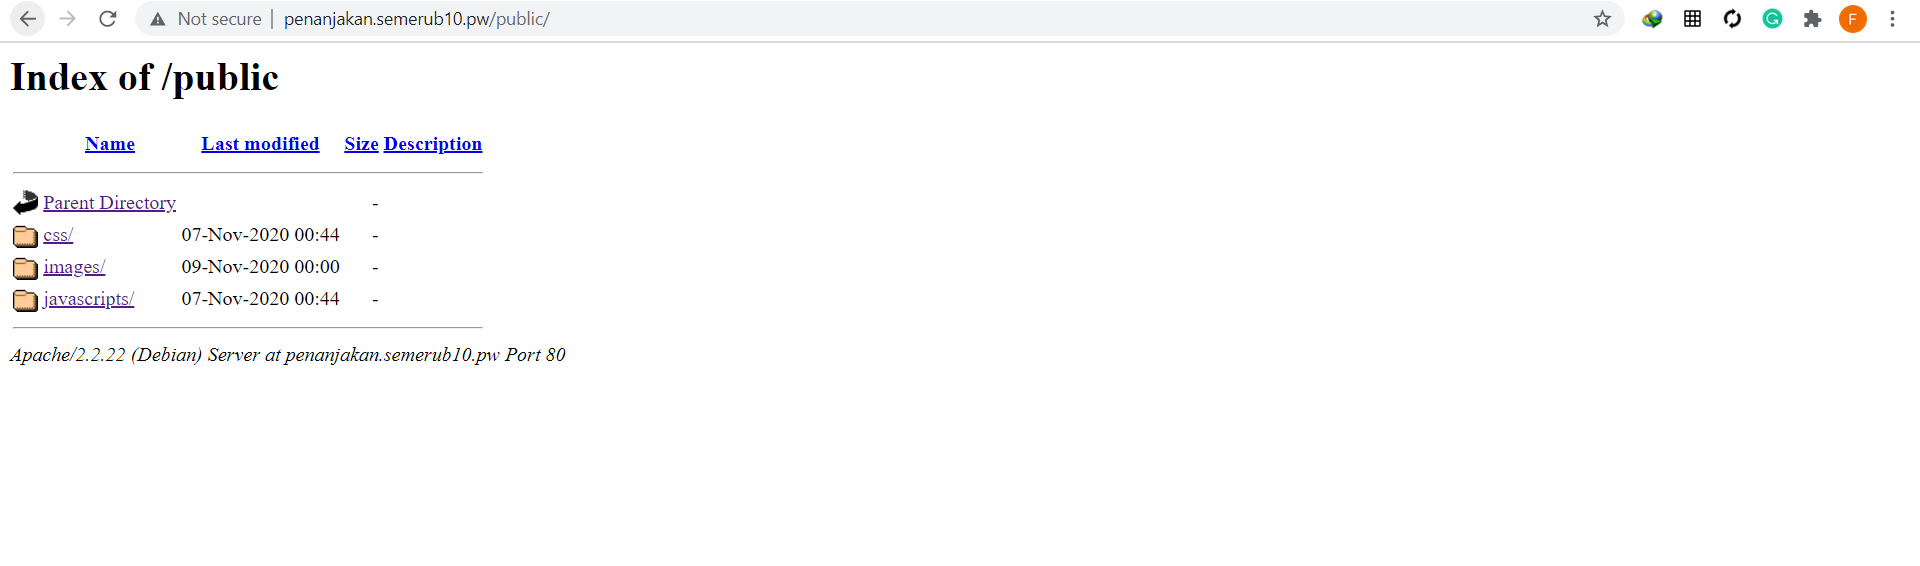 Not secure | penanjakan.semerub10.pw/public/
F
Index of /public
Name Last modified Size Description
Parent Directory -
css/ 07-Nov-2020 00:44 -
images/ 09-Nov-2020 00:00 -
javascripts/ 07-Nov-2020 00:44 -
Apache/2.2.22 (Debian) Server at penanjakan.semerub10.pw Port 80